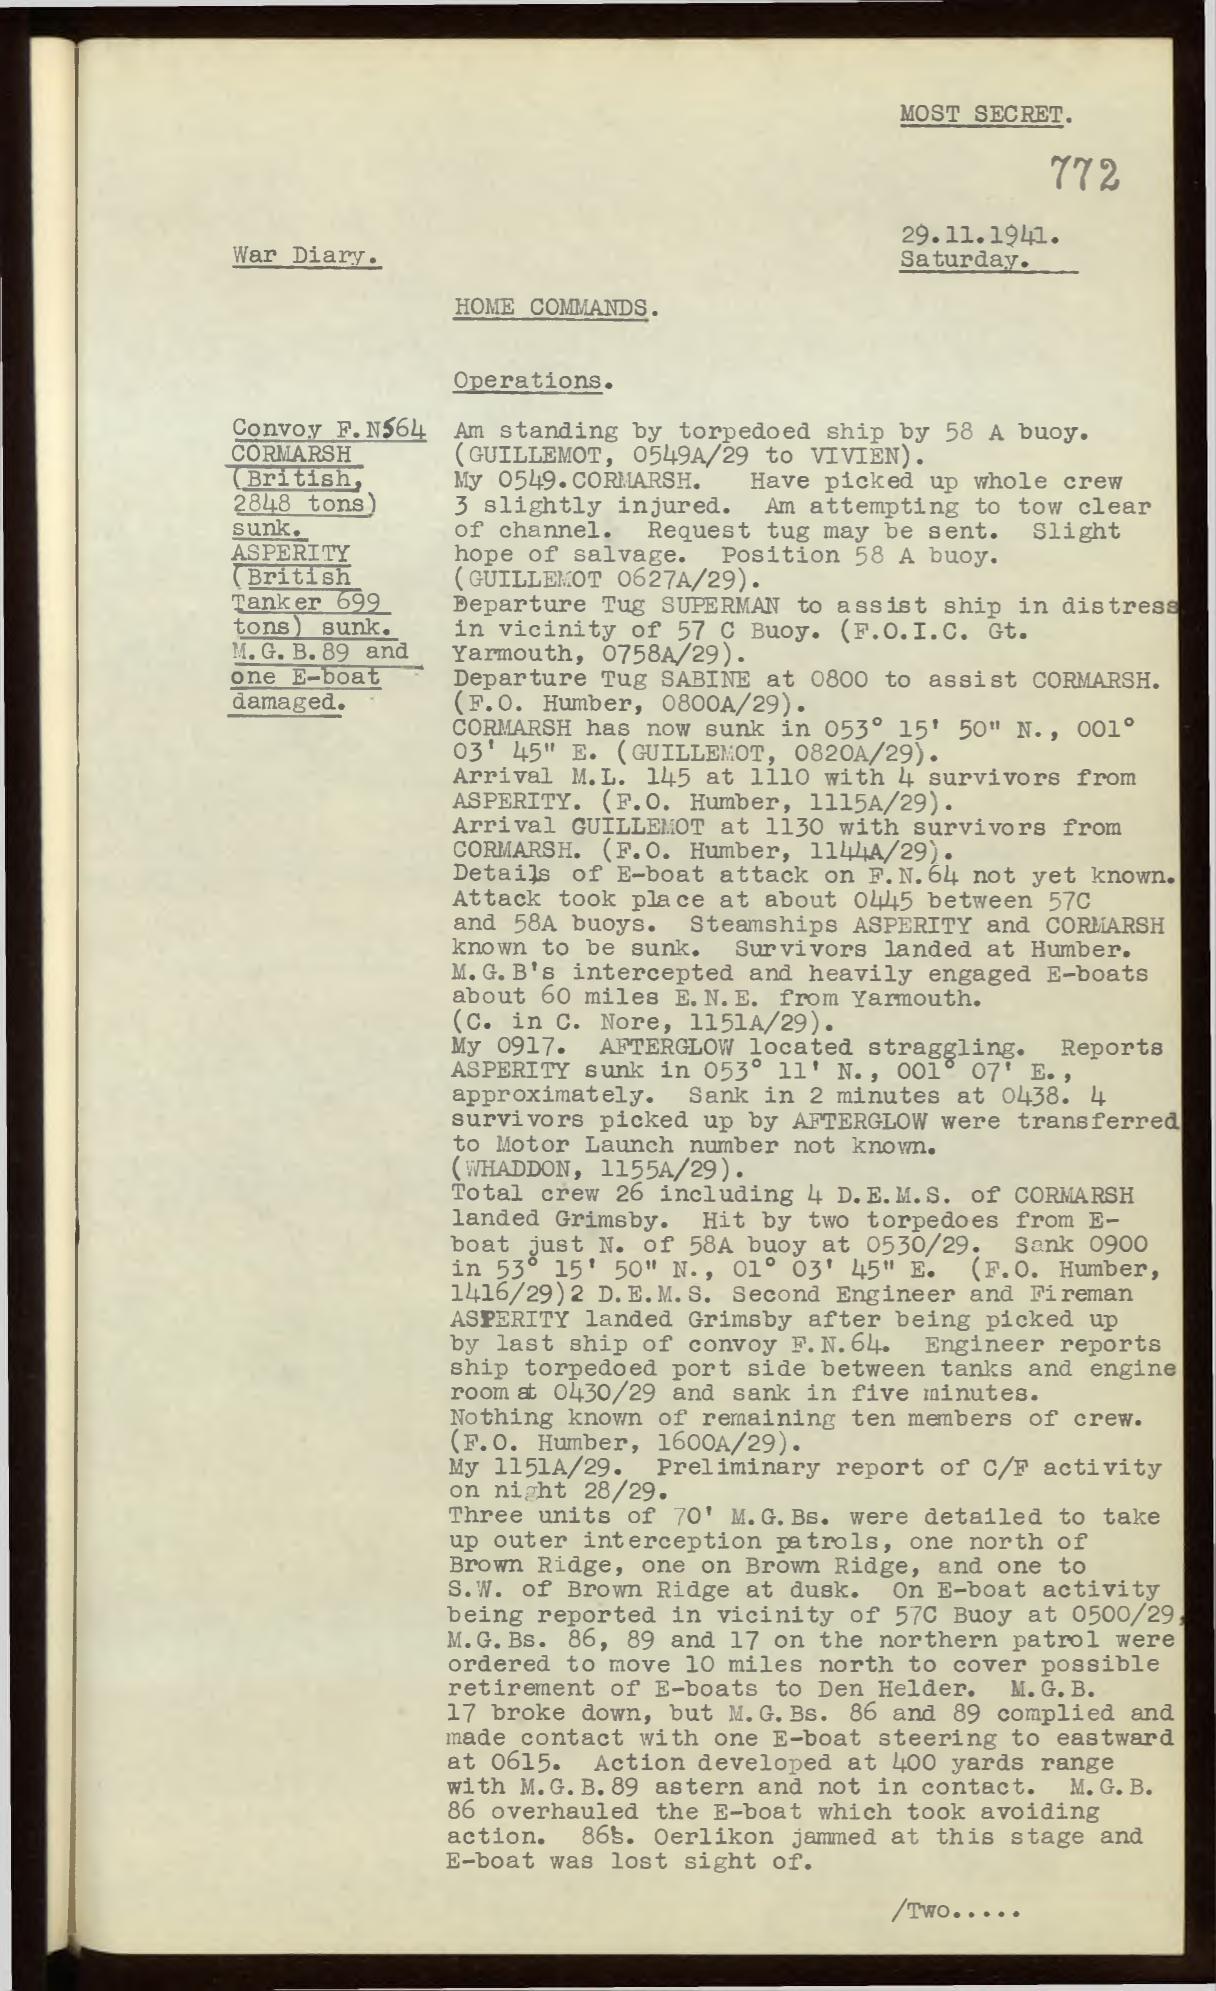 MOST SECRET.
772
29.11.1941.
Saturday.
War Diary.
HOME COMMANDS.
Operations.
Convoy F.N564
CORMARSH
(British,
2848 tons)
sunk.
ASPERITY
(British
Tanker 699
tons) sunk.
M.G.B.89 and
one E-boat
damaged.
Am standing by torpedoed ship by 58 A buoy.
(GUILLEMOT, 0549A/29 to VIVIEN).
My 0549.CORMARSH. Have picked up whole crew
3 slightly injured. Am attempting to tow clear
of channel. Request tug may be sent. Slight
hope of salvage. Position 58 A buoy.
(GUILLEMOT 0627A/29).
Departure Tug SUPERMAN to assist ship in distress
in vicinity of 57 C Buoy. (F.O.I.C. Gt.
Yarmouth, 0758A/29).
Departure Tug SABINE at 0800 to assist CORMARSH.
(F.O. Humber, 0800A/29).
CORMARSH has now sunk in 053° 15' 50" N., 001°
03' 45" E. (GUILLEMOT, 0820A/29).
Arrival M.L. 145 at 1110 with 4 survivors from
ASPERITY. (F.O. Humber, 1115A/29).
Arrival GUILLEMOT at 1130 with survivors from
CORMARSH. (F.O. Humber, 1144A/29).
Details of E-boat attack on F.N.64 not yet known.
Attack took place at about 0445 between 57C
and 58A buoys. Steamships ASPERITY and CORMARSH
known to be sunk. Survivors landed at Humber.
M.G.B's intercepted and heavily engaged E-boats
about 60 miles E.N.E. from Yarmouth.
(C. in C. Nore, 1151A/29).
My 0917. AFTERGLOW located straggling. Reports
ASPERITY sunk in 053° 11' N., 001° 07' E.,
approximately. Sank in 2 minutes at 0438. 4
survivors picked up by AFTERGLOW were transferred
to Motor Launch number not known.
(WHADDON, 1155A/29).
Total crew 26 including 4 D.E.M.S. of CORMARSH
landed Grimsby. Hit by two torpedoes from E-
boat just N. of 58A buoy at 0530/29. Sank 0900
in 53° 15' 50" N., 01° 03' 45" E. (F.O. Humber,
1416/29)2 D.E.M.S. Second Engineer and Fireman
ASPERITY landed Grimsby after being picked up
by last ship of convoy F.N.64. Engineer reports
ship torpedoed port side between tanks and engine
room at 0430/29 and sank in five minutes.
Nothing known of remaining ten members of crew.
(F.O. Humber, 1600A/29).
My 1151A/29. Preliminary report of C/F activity
on night 28/29.
Three units of 70' M.G.Bs. were detailed to take
up outer interception patrols, one north of
Brown Ridge, one on Brown Ridge, and one to
S.W. of Brown Ridge at dusk. On E-boat activity
being reported in vicinity of 57C Buoy at 0500/29,
M.G.Bs. 86, 89 and 17 on the northern patrol were
ordered to move 10 miles north to cover possible
retirement of E-boats to Den Helder. M.G.B.
17 broke down, but M.G.Bs. 86 and 89 complied and
made contact with one E-boat steering to eastward
at 0615. Action developed at 400 yards range
with M.G.B.89 astern and not in contact. M.G.B.
86 overhauled the E-boat which took avoiding
action. 86's. Oerlikon jammed at this stage and
E-boat was lost sight of.
/Two.....